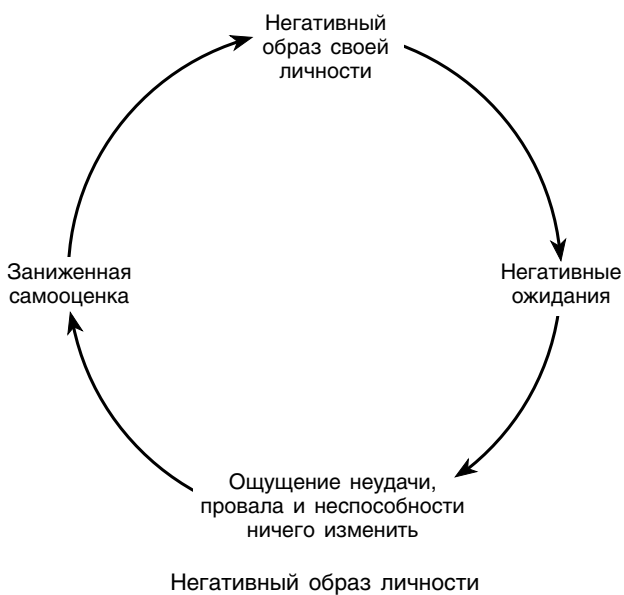 Негативный
образ своей
личности
Заниженная
самооценка
Негативные
ожидания
Ощущение неудачи,
провала и неспособности
ничего изменить
Негативный образ личности